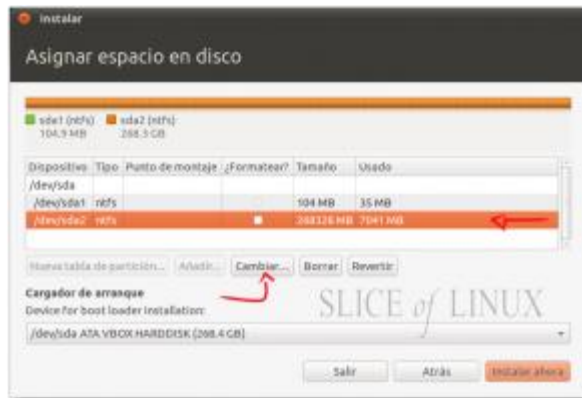 Instalar
Asignar espacio en disco
sda1 (ntfs) sda2 (ntfs)
104.9 MB 268.3 GB
Dispositivo Tipo Punto de montaje ¿Formatear? Tamaño Usado
/dev/sda
/dev/sda1 ntfs 104 MB 35 MB
/dev/sda2 ntfs 268326 MB 7041 MB
Nueva tabla de partición... Añadir... Cambiar... Borrar Revertir
Cargador de arranque
Device for boot loader installation:
SLICE of LINUX
/dev/sda ATA VBOX HARDDISK (268.4 GB)
Salir Atrás Instalar ahora